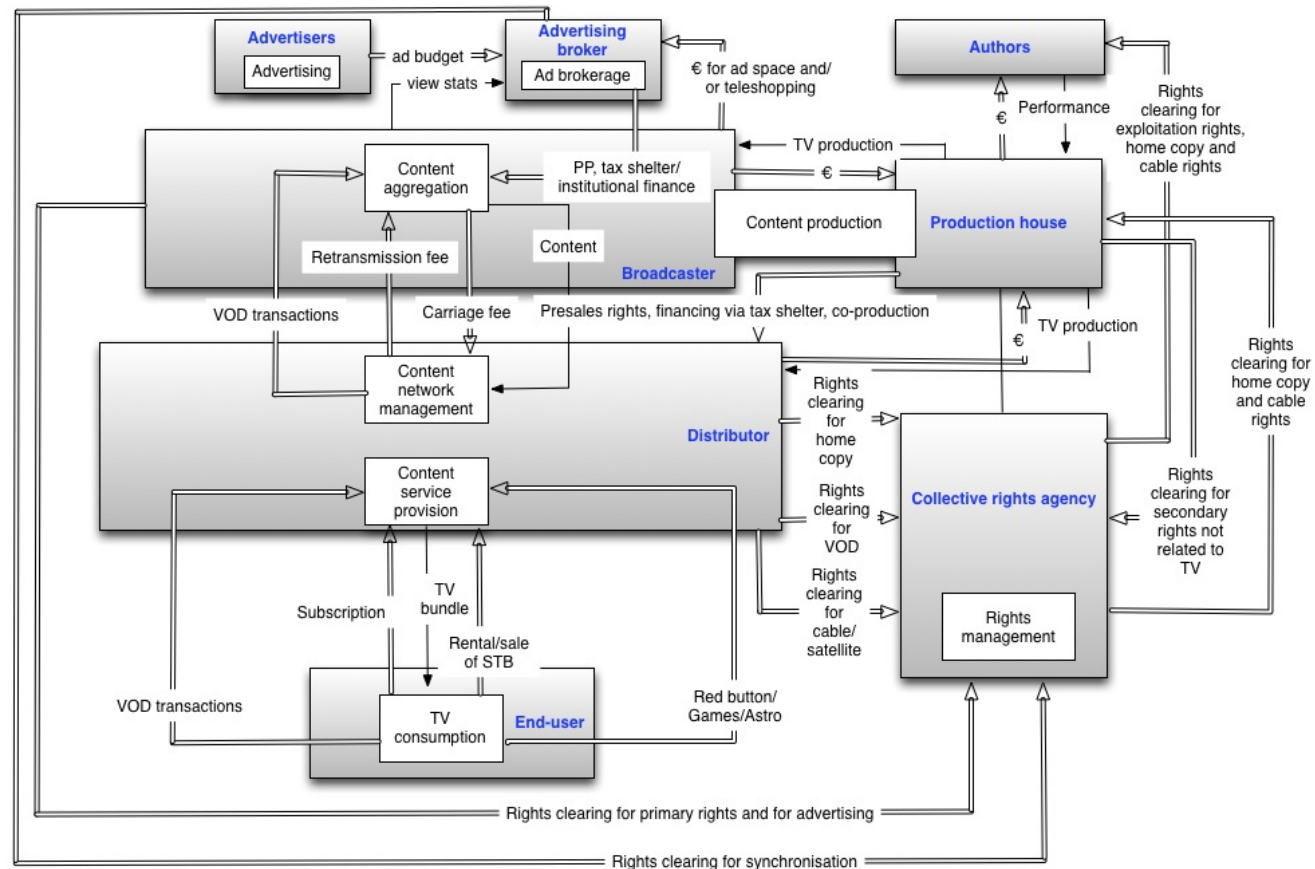 Advertisers
Advertising
ad budget
view stats
Advertising
broker
Ad brokerage
€ for ad space and/
or teleshopping
Authors
€
Performance
Rights
clearing for
exploitation rights,
home copy and
cable rights
Content
aggregation
PP, tax shelter/
institutional finance
TV production
€
Content production
Production house
Retransmission fee
Content
Broadcaster
VOD transactions
Carriage fee
Presales rights, financing via tax shelter, co-production
€
TV production
Content
network
management
Distributor
Rights
clearing
for
home
copy
Rights
clearing for
home copy
and cable
rights
Content
service
provision
Rights
clearing
for
VOD
Collective rights agency
Rights
clearing for
secondary
rights not
related to
TV
Subscription
TV
bundle
Rental/sale
of STB
Rights
clearing
for
cable/
satellite
Rights
management
VOD transactions
TV
consumption
End-user
Red button/
Games/Astro
Rights clearing for primary rights and for advertising
Rights clearing for synchronisation